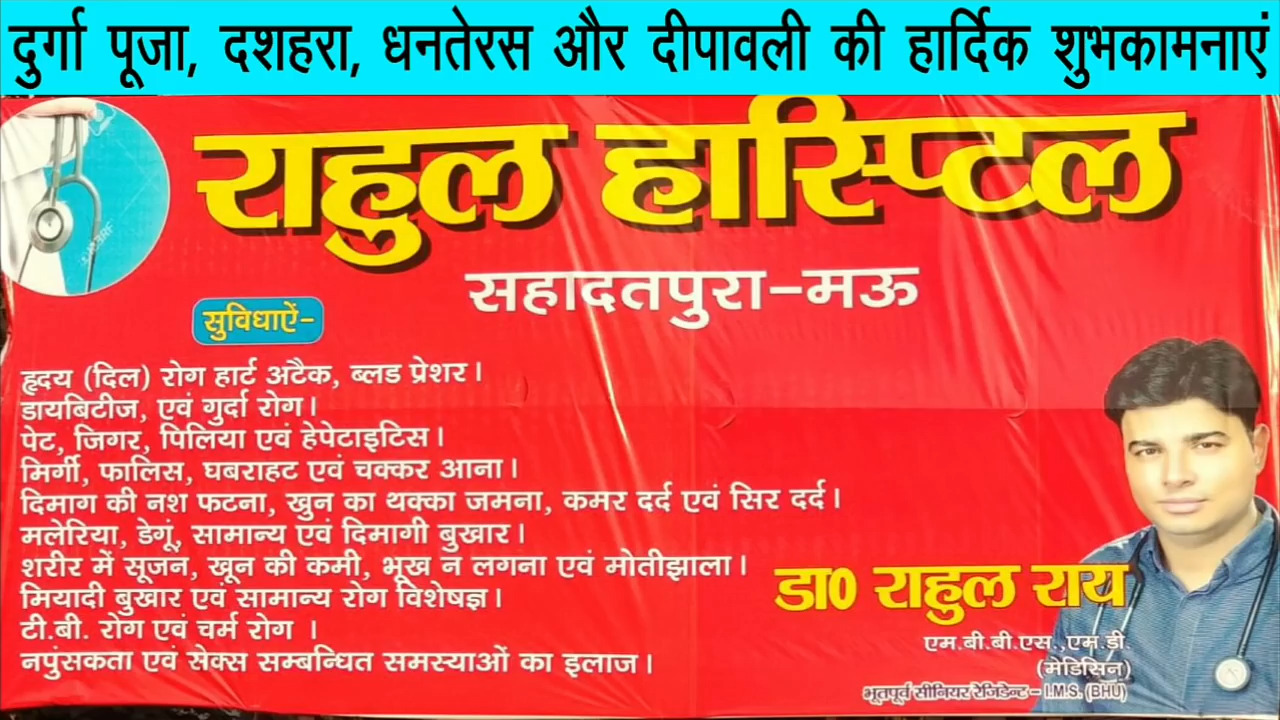 दुर्गा पूजा, दशहरा, धनतेरस और दीपावली की हार्दिक शुभकामनाएं
राहुल हास्पिटल
सहादतपुरा-मऊ
सुविधाऐं-
हृदय (दिल) रोग हार्ट अटैक, ब्लड प्रेशर।
डायबिटीज, एवं गुर्दा रोग।
पेट, जिगर, पिलिया एवं हेपेटाइटिस।
मिर्गी, फालिस, घबराहट एवं चक्कर आना।
दिमाग की नश फटना, खुन का थक्का जमना, कमर दर्द एवं सिर दर्द।
मलेरिया, डेगूं, सामान्य एवं दिमागी बुखार।
शरीर में सूजन, खून की कमी, भूख न लगना एवं मोतीझाला।
मियादी बुखार एवं सामान्य रोग विशेषज्ञ।
टी.बी. रोग एवं चर्म रोग ।
नपुंसकता एवं सेक्स सम्बन्धित समस्याओं का इलाज।
डा0 राहुल राय
एम.बी.बी.एस.,एम.डी.
(मेडिसिन)
भूतपूर्व सीनियर रेजिडेन्ट - I.M.S. (BHU)